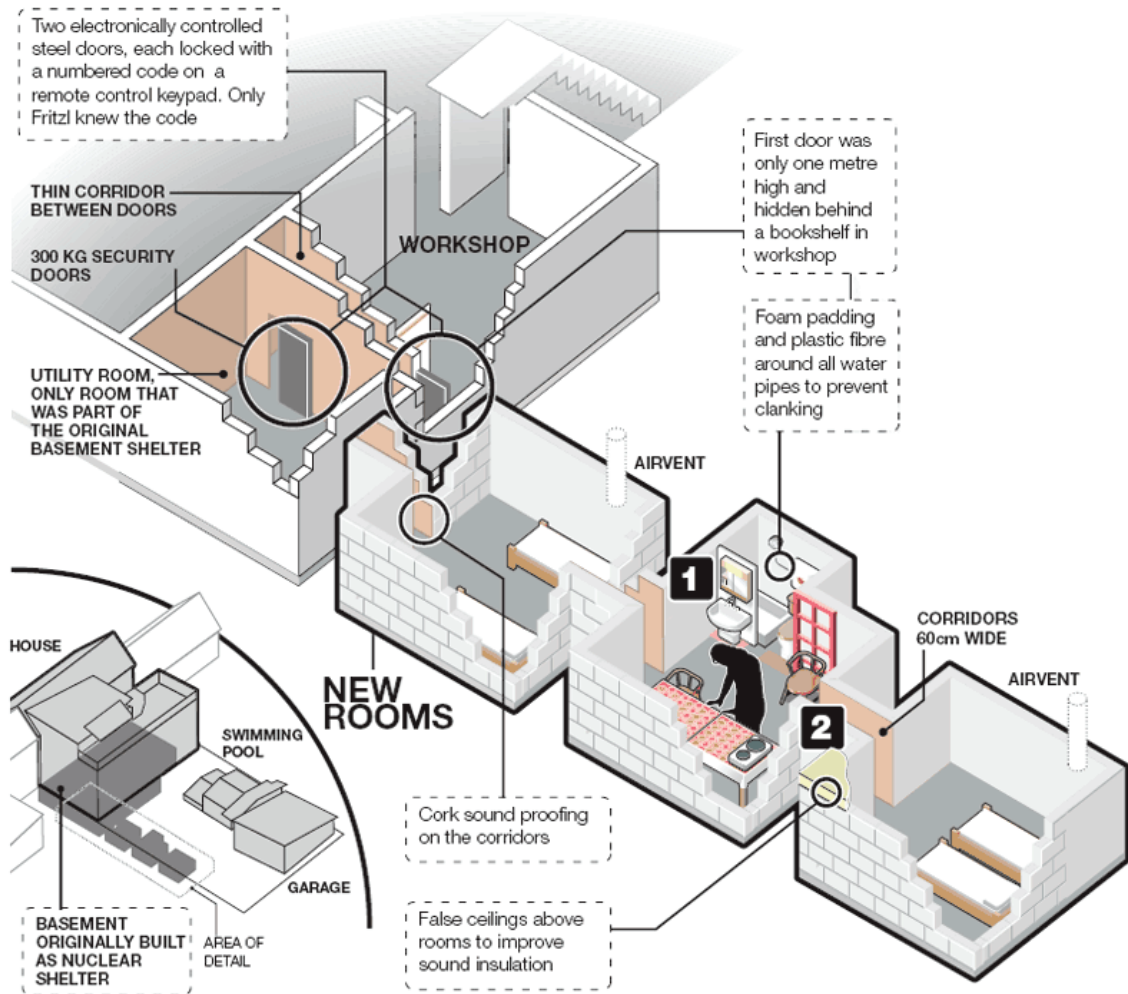 Two electronically controlled
steel doors, each locked with
a numbered code on a
remote control keypad. Only
Fritzl knew the code
First door was
only one metre
high and
hidden behind
a bookshelf in
workshop
THIN CORRIDOR
BETWEEN DOORS
WORKSHOP
300 KG SECURITY
DOORS
Foam padding
and plastic fibre
around all water
pipes to prevent
clanking
UTILITY ROOM,
ONLY ROOM THAT
WAS PART OF
THE ORIGINAL
BASEMENT SHELTER
AIRVENT
1
CORRIDORS
60cm WIDE
AIRVENT
HOUSE
NEW
ROOMS
2
SWIMMING
POOL
Cork sound proofing
on the corridors
GARAGE
False ceilings above
rooms to improve
sound insulation
BASEMENT
ORIGINALLY BUILT
AS NUCLEAR
SHELTER
AREA OF
DETAIL